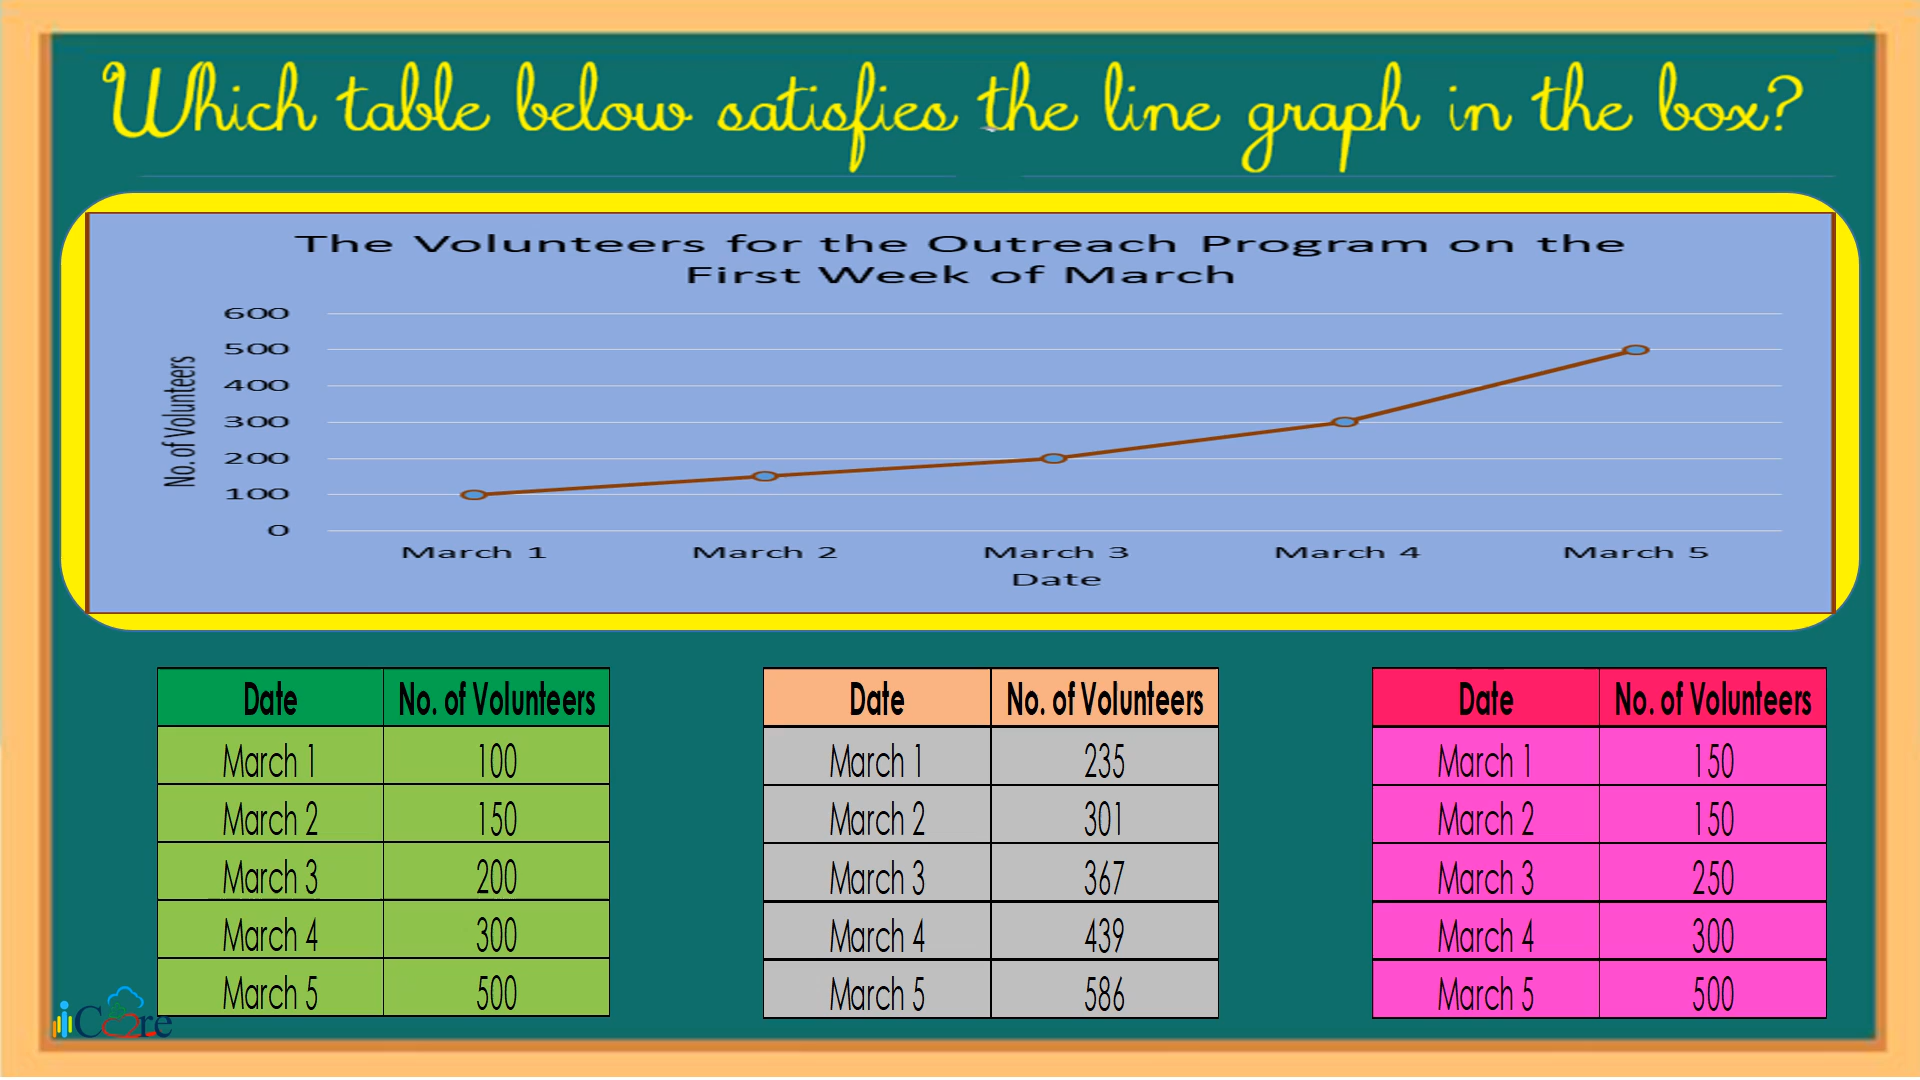 Which table below satisfies the line graph in the box?
The Volunteers for the Outreach Program on the
First Week of March
No. of Volunteers
600
500
400
300
200
100
0
March 1 March 2 March 3 March 4 March 5
Date
Date No. of Volunteers
March 1 100
March 2 150
March 3 200
March 4 300
March 5 500
Date No. of Volunteers
March 1 235
March 2 301
March 3 367
March 4 439
March 5 586
Date No. of Volunteers
March 1 150
March 2 150
March 3 250
March 4 300
March 5 500
iCare